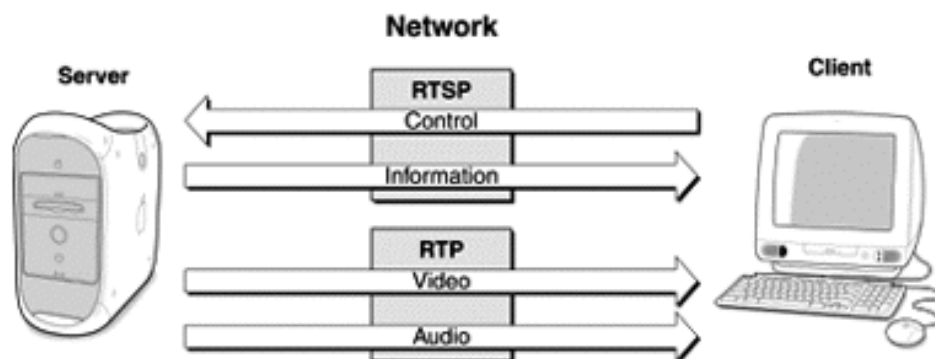 Network
Server
Client
RTSP
Control
Information
RTP
Video
Audio